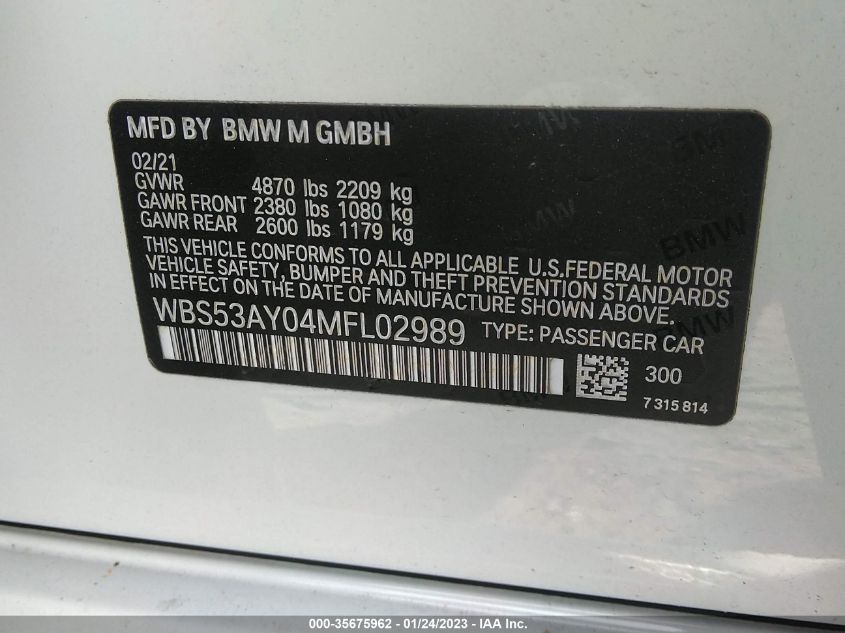 MFD BY BMW M GMBH
02/21
GVWR 4870 lbs 2209 kg
GAWR FRONT 2380 lbs 1080 kg
GAWR REAR 2600 lbs 1179 kg
THIS VEHICLE CONFORMS TO ALL APPLICABLE U.S.FEDERAL MOTOR
VEHICLE SAFETY, BUMPER AND THEFT PREVENTION STANDARDS
IN EFFECT ON THE DATE OF MANUFACTURE SHOWN ABOVE.
WBS53AY04MFL02989 TYPE: PASSENGER CAR
300
7 315 814
BMW
000-35675962 - 01/24/2023 - IAA Inc.